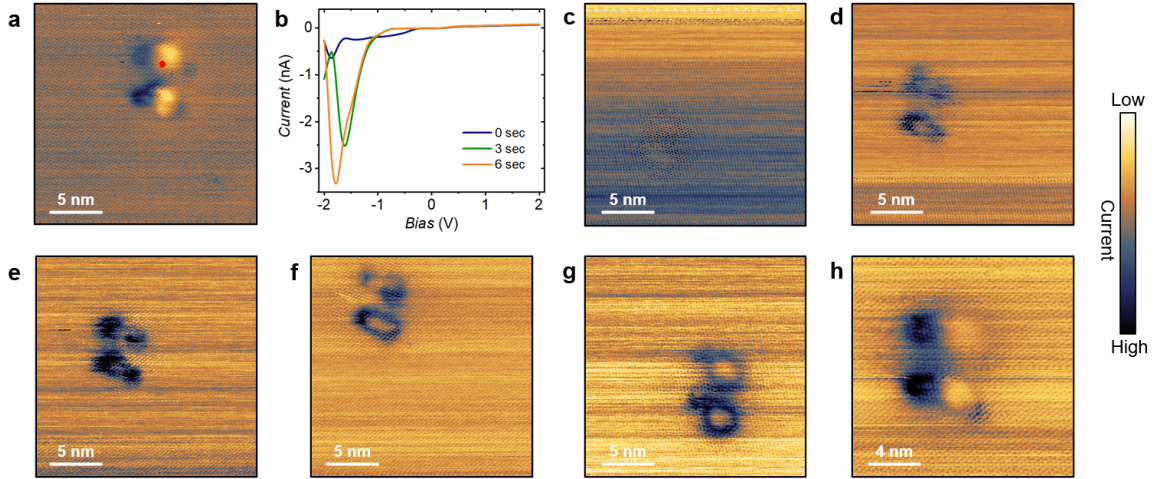 a
5 nm
b
Current (nA)
0
-1
-2
-3
0 sec
3 sec
6 sec
-2
-1
0
1
2
Bias (V)
c
5 nm
d
5 nm
Low
Current
High
e
5 nm
f
5 nm
g
5 nm
h
4 nm